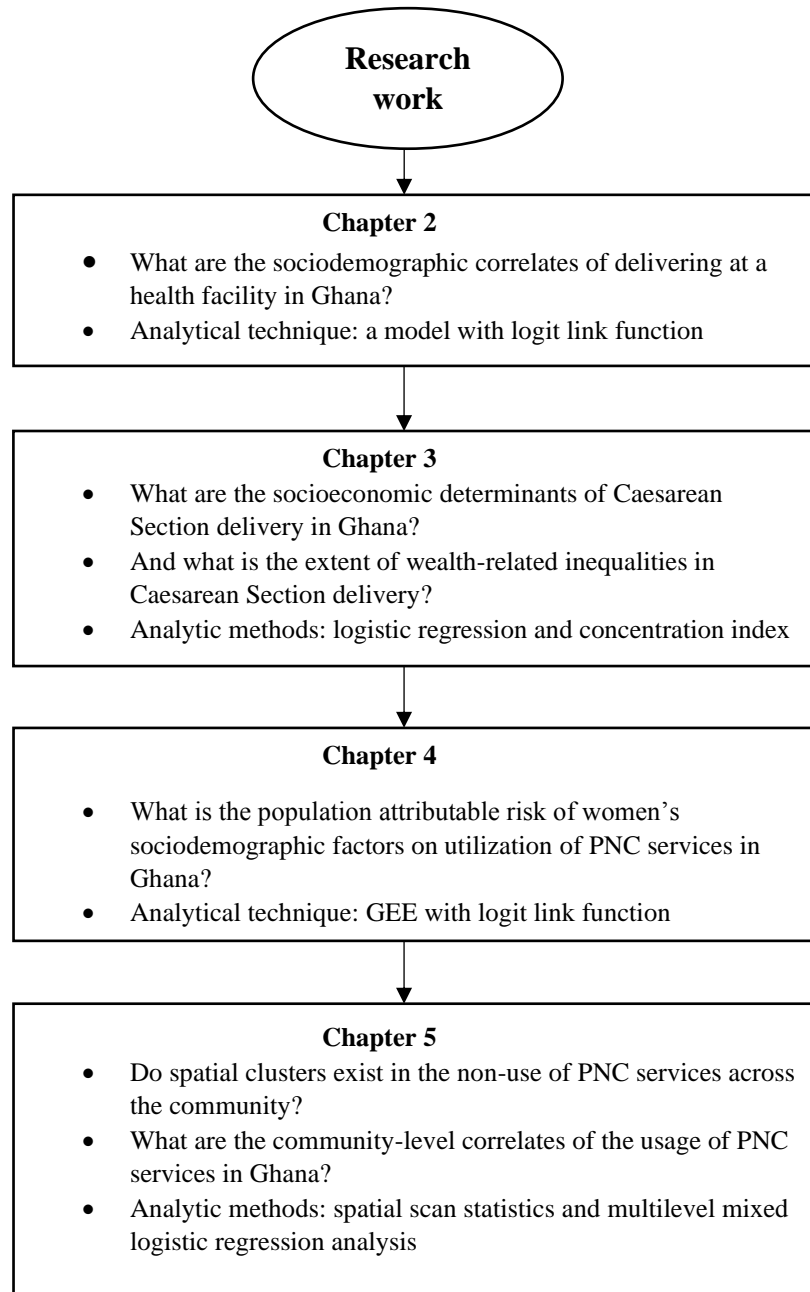 Research
work
Chapter 2
• What are the sociodemographic correlates of delivering at a
health facility in Ghana?
• Analytical technique: a model with logit link function
Chapter 3
• What are the socioeconomic determinants of Caesarean
Section delivery in Ghana?
• And what is the extent of wealth-related inequalities in
Caesarean Section delivery?
• Analytic methods: logistic regression and concentration index
Chapter 4
• What is the population attributable risk of women’s
sociodemographic factors on utilization of PNC services in
Ghana?
• Analytical technique: GEE with logit link function
Chapter 5
• Do spatial clusters exist in the non-use of PNC services across
the community?
• What are the community-level correlates of the usage of PNC
services in Ghana?
• Analytic methods: spatial scan statistics and multilevel mixed
logistic regression analysis